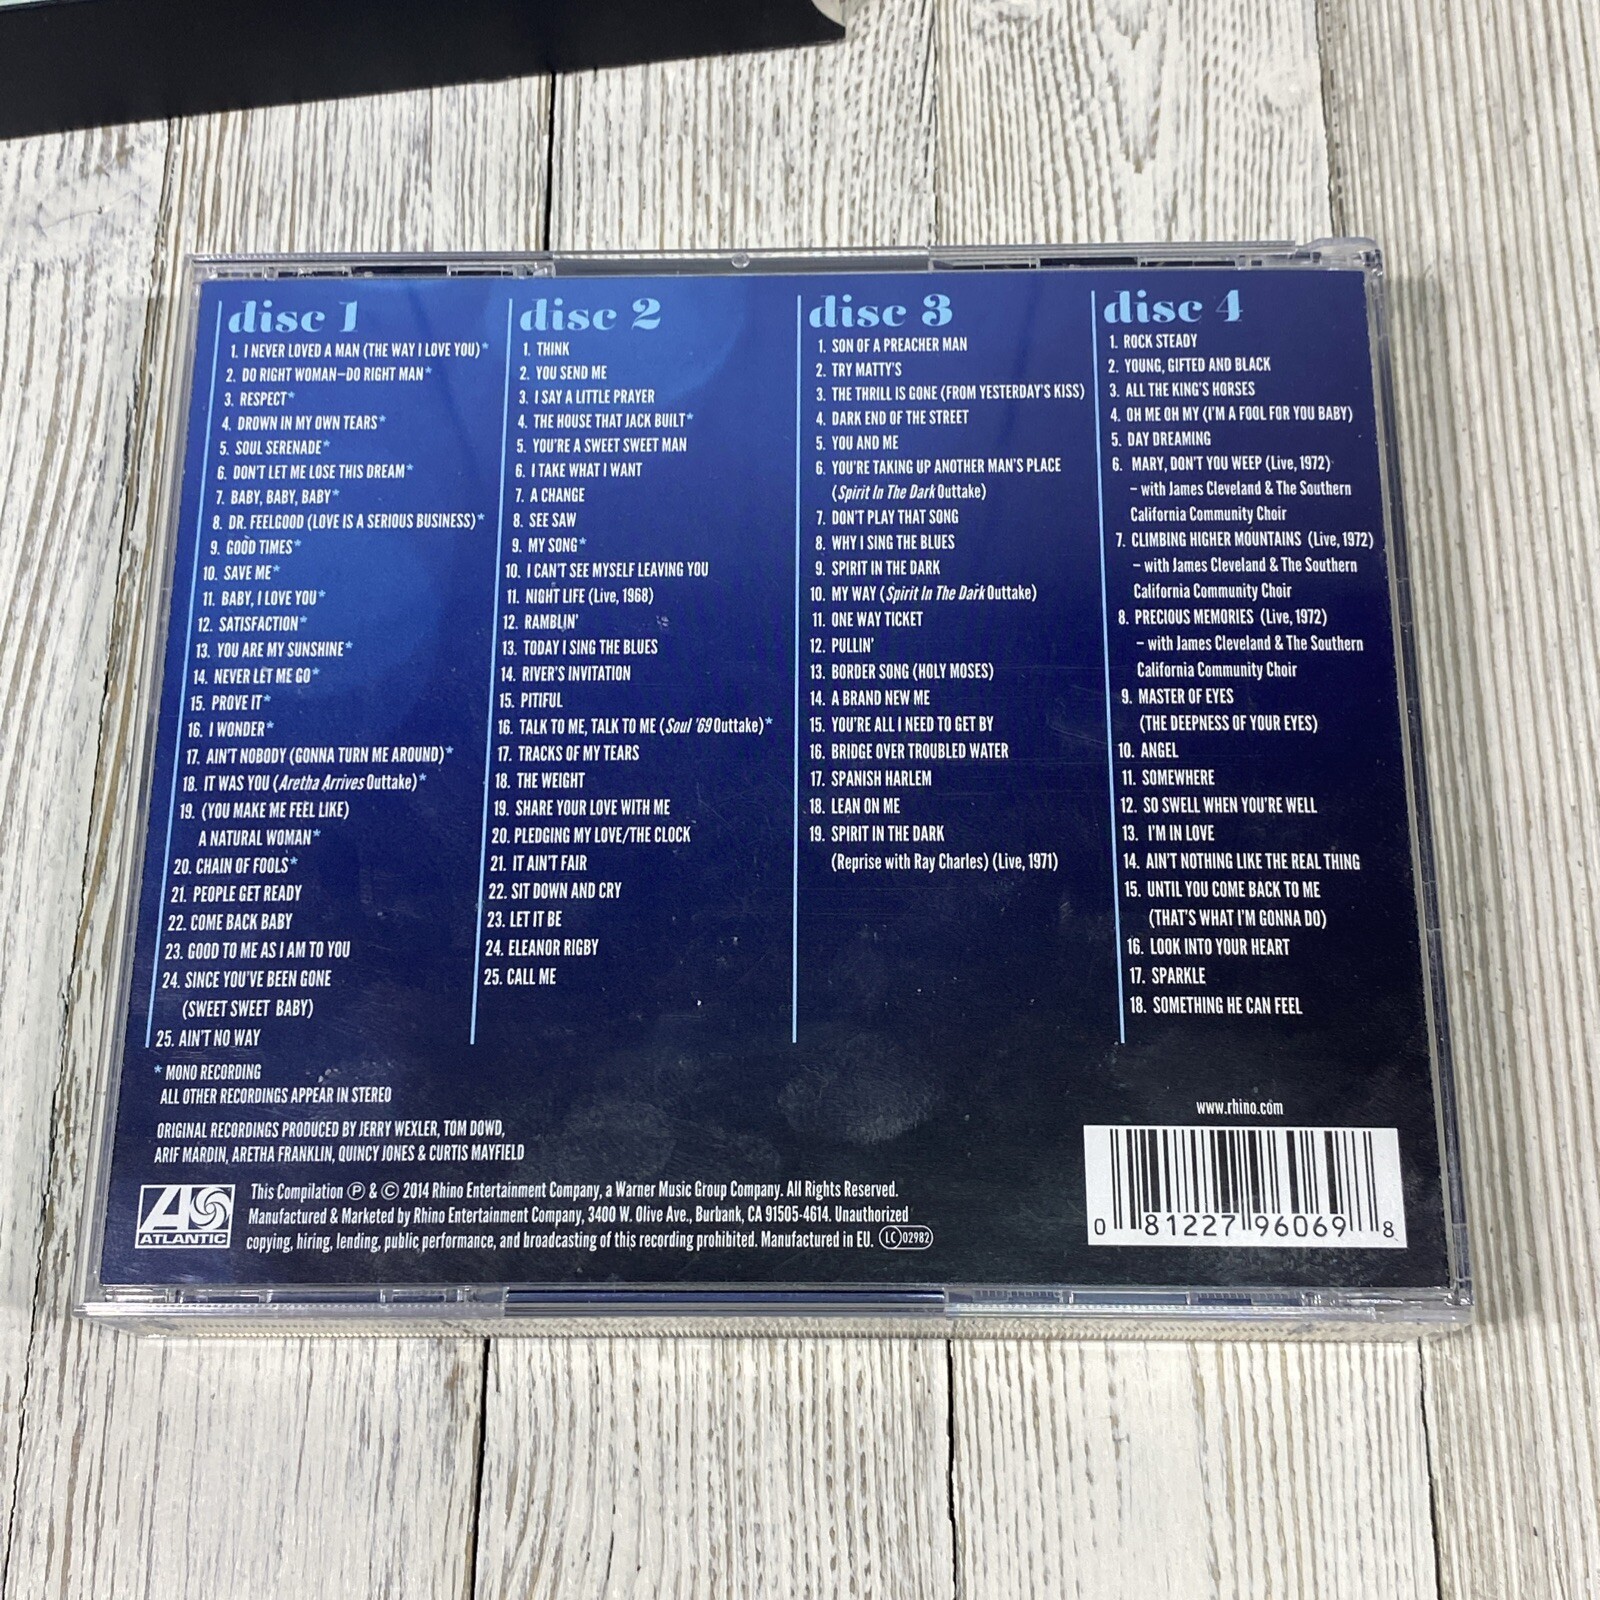 disc 1
1. I NEVER LOVED A MAN (THE WAY I LOVE YOU)*
2. DO RIGHT WOMAN–DO RIGHT MAN*
3. RESPECT*
4. DROWN IN MY OWN TEARS*
5. SOUL SERENADE*
6. DON'T LET ME LOSE THIS DREAM*
7. BABY, BABY, BABY*
8. DR. FEELGOOD (LOVE IS A SERIOUS BUSINESS)*
9. GOOD TIMES*
10. SAVE ME*
11. BABY, I LOVE YOU*
12. SATISFACTION*
13. YOU ARE MY SUNSHINE*
14. NEVER LET ME GO*
15. PROVE IT*
16. I WONDER*
17. AIN'T NOBODY (GONNA TURN ME AROUND)*
18. IT WAS YOU (Aretha Arrives Outtake)*
19. (YOU MAKE ME FEEL LIKE)
A NATURAL WOMAN*
20. CHAIN OF FOOLS*
21. PEOPLE GET READY
22. COME BACK BABY
23. GOOD TO ME AS I AM TO YOU
24. SINCE YOU'VE BEEN GONE
(SWEET SWEET BABY)
25. AIN'T NO WAY
disc 2
1. THINK
2. YOU SEND ME
3. I SAY A LITTLE PRAYER
4. THE HOUSE THAT JACK BUILT*
5. YOU'RE A SWEET SWEET MAN
6. I TAKE WHAT I WANT
7. A CHANGE
8. SEE SAW
9. MY SONG*
10. I CAN'T SEE MYSELF LEAVING YOU
11. NIGHT LIFE (Live, 1968)
12. RAMBLIN'
13. TODAY I SING THE BLUES
14. RIVER'S INVITATION
15. PITIFUL
16. TALK TO ME, TALK TO ME (Soul '69 Outtake)*
17. TRACKS OF MY TEARS
18. THE WEIGHT
19. SHARE YOUR LOVE WITH ME
20. PLEDGING MY LOVE/THE CLOCK
21. IT AIN'T FAIR
22. SIT DOWN AND CRY
23. LET IT BE
24. ELEANOR RIGBY
25. CALL ME
disc 3
1. SON OF A PREACHER MAN
2. TRY MATTY'S
3. THE THRILL IS GONE (FROM YESTERDAY'S KISS)
4. DARK END OF THE STREET
5. YOU AND ME
6. YOU'RE TAKING UP ANOTHER MAN'S PLACE
(Spirit In The Dark Outtake)
7. DON'T PLAY THAT SONG
8. WHY I SING THE BLUES
9. SPIRIT IN THE DARK
10. MY WAY (Spirit In The Dark Outtake)
11. ONE WAY TICKET
12. PULLIN'
13. BORDER SONG (HOLY MOSES)
14. A BRAND NEW ME
15. YOU'RE ALL I NEED TO GET BY
16. BRIDGE OVER TROUBLED WATER
17. SPANISH HARLEM
18. LEAN ON ME
19. SPIRIT IN THE DARK
(Reprise with Ray Charles) (Live, 1971)
disc 4
1. ROCK STEADY
2. YOUNG, GIFTED AND BLACK
3. ALL THE KING'S HORSES
4. OH ME OH MY (I'M A FOOL FOR YOU BABY)
5. DAY DREAMING
6. MARY, DON'T YOU WEEP (Live, 1972)
– with James Cleveland & The Southern
California Community Choir
7. CLIMBING HIGHER MOUNTAINS (Live, 1972)
– with James Cleveland & The Southern
California Community Choir
8. PRECIOUS MEMORIES (Live, 1972)
– with James Cleveland & The Southern
California Community Choir
9. MASTER OF EYES
(THE DEEPNESS OF YOUR EYES)
10. ANGEL
11. SOMEWHERE
12. SO SWELL WHEN YOU'RE WELL
13. I'M IN LOVE
14. AIN'T NOTHING LIKE THE REAL THING
15. UNTIL YOU COME BACK TO ME
(THAT'S WHAT I'M GONNA DO)
16. LOOK INTO YOUR HEART
17. SPARKLE
18. SOMETHING HE CAN FEEL
* MONO RECORDING
ALL OTHER RECORDINGS APPEAR IN STEREO
ORIGINAL RECORDINGS PRODUCED BY JERRY WEXLER, TOM DOWD,
ARIF MARDIN, ARETHA FRANKLIN, QUINCY JONES & CURTIS MAYFIELD
ATLANTIC
This Compilation ℗ & © 2014 Rhino Entertainment Company, a Warner Music Group Company. All Rights Reserved.
Manufactured & Marketed by Rhino Entertainment Company, 3400 W. Olive Ave., Burbank, CA 91505-4614. Unauthorized
copying, hiring, lending, public performance, and broadcasting of this recording prohibited. Manufactured in EU. LC 02982
www.rhino.com
0 81227 96069 8